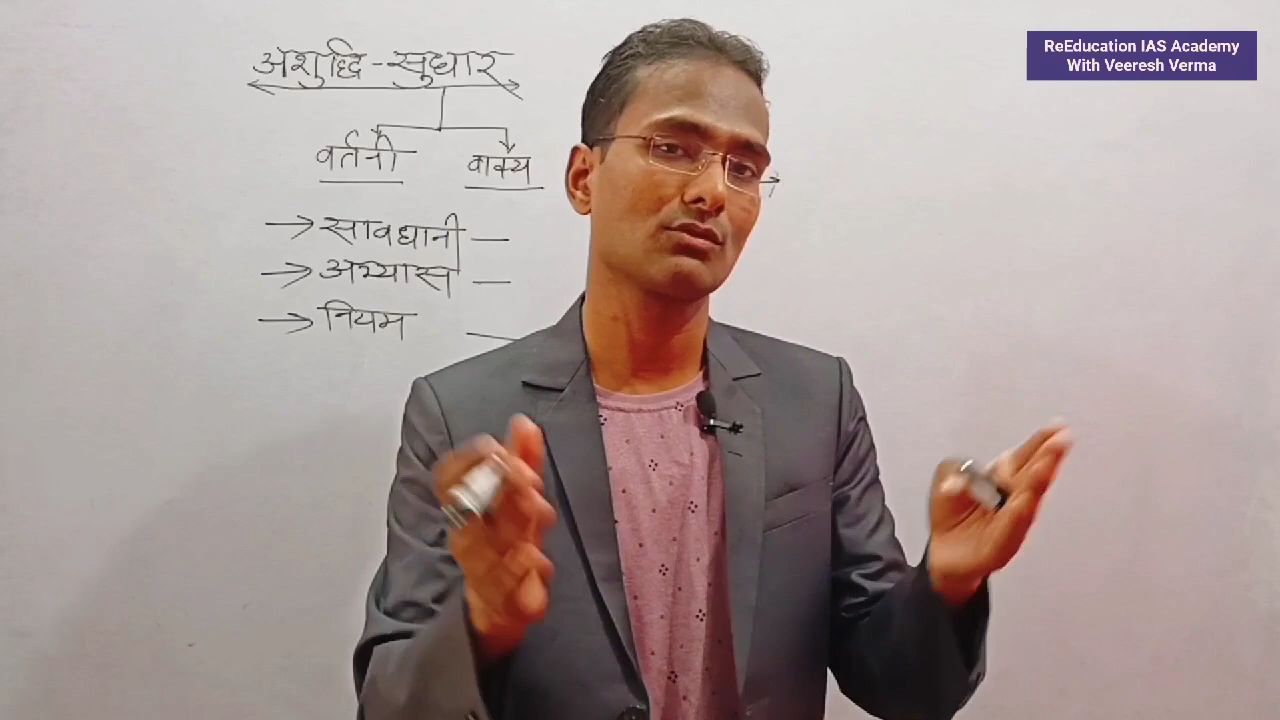 अशुद्धि-सुधार
वर्तनी वाक्य
→ सावधानी —
→ अभ्यास —
→ नियम —
ReEducation IAS Academy
With Veeresh Verma